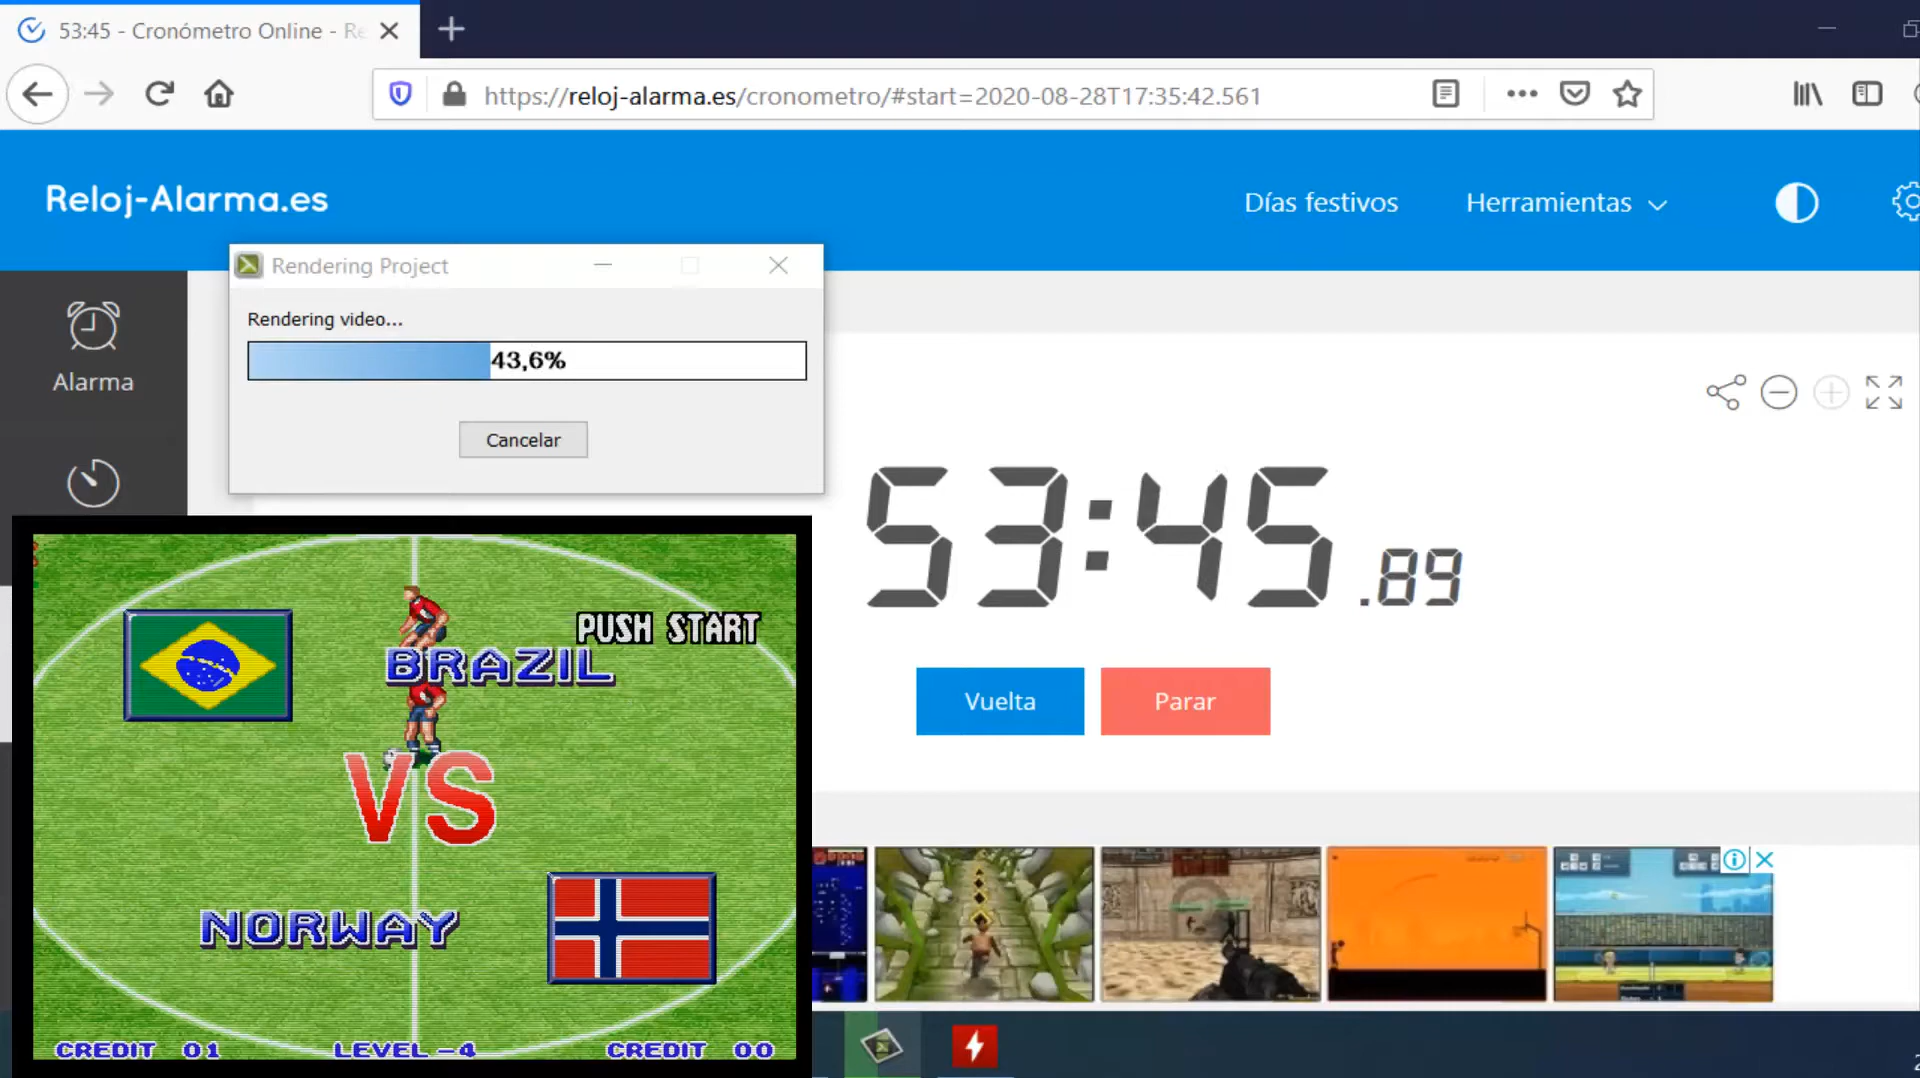 53:45 - Cronómetro Online - Re
https://reloj-alarma.es/cronometro/#start=2020-08-28T17:35:42.561
Reloj-Alarma.es
Días festivos
Herramientas
Rendering Project
Rendering video...
43,6%
Cancelar
Alarma
53:45.89
Vuelta
Parar
PUSH START
BRAZIL
VS
NORWAY
CREDIT 01
LEVEL-4
CREDIT 00